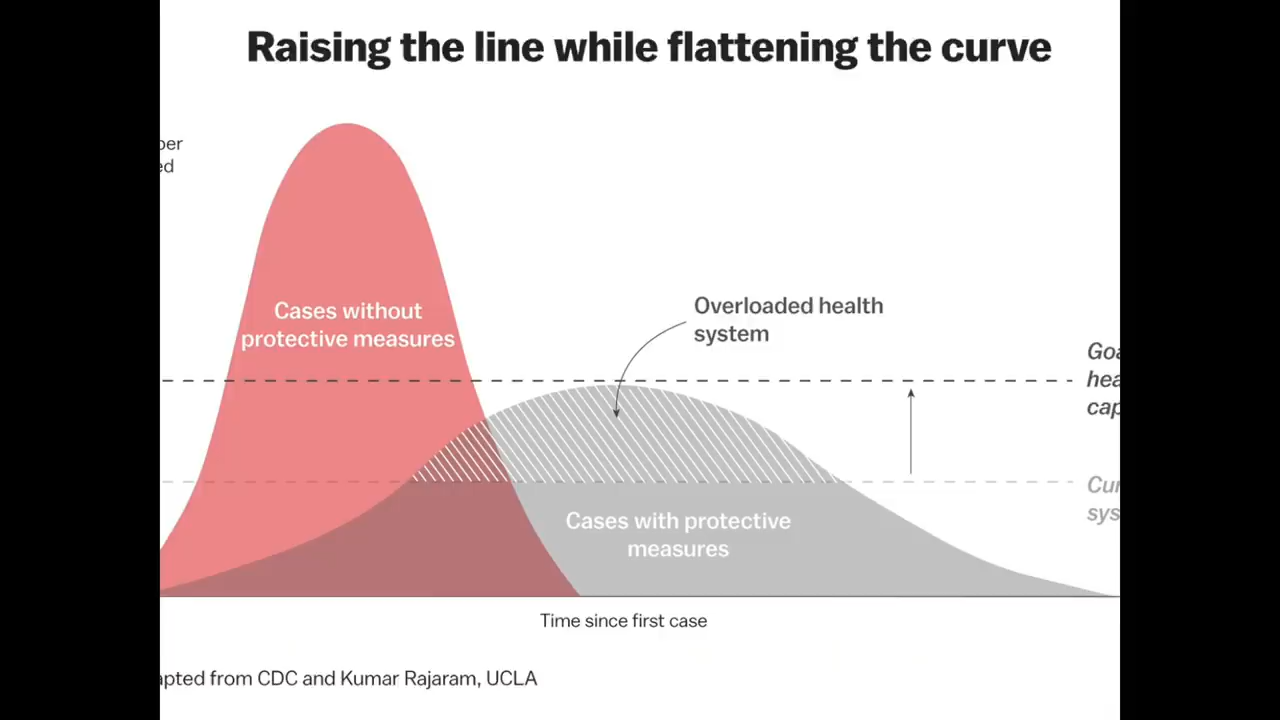 Raising the line while flattening the curve
Cases without
protective measures
Overloaded health
system
Cases with protective
measures
Time since first case
from CDC and Kumar Rajaram, UCLA